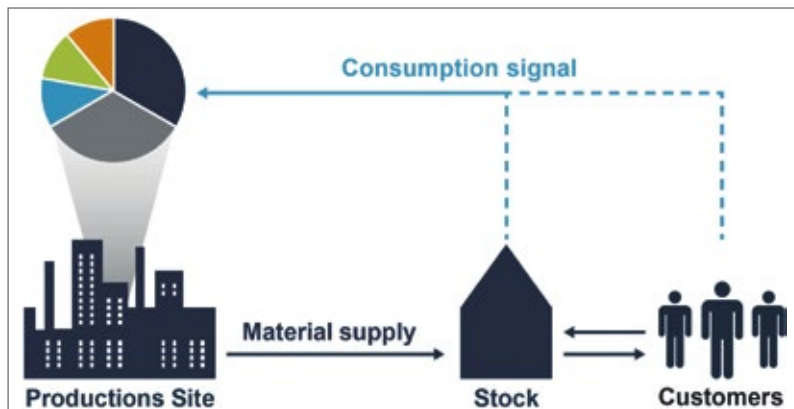 Consumption signal
Material supply
Productions Site
Stock
Customers